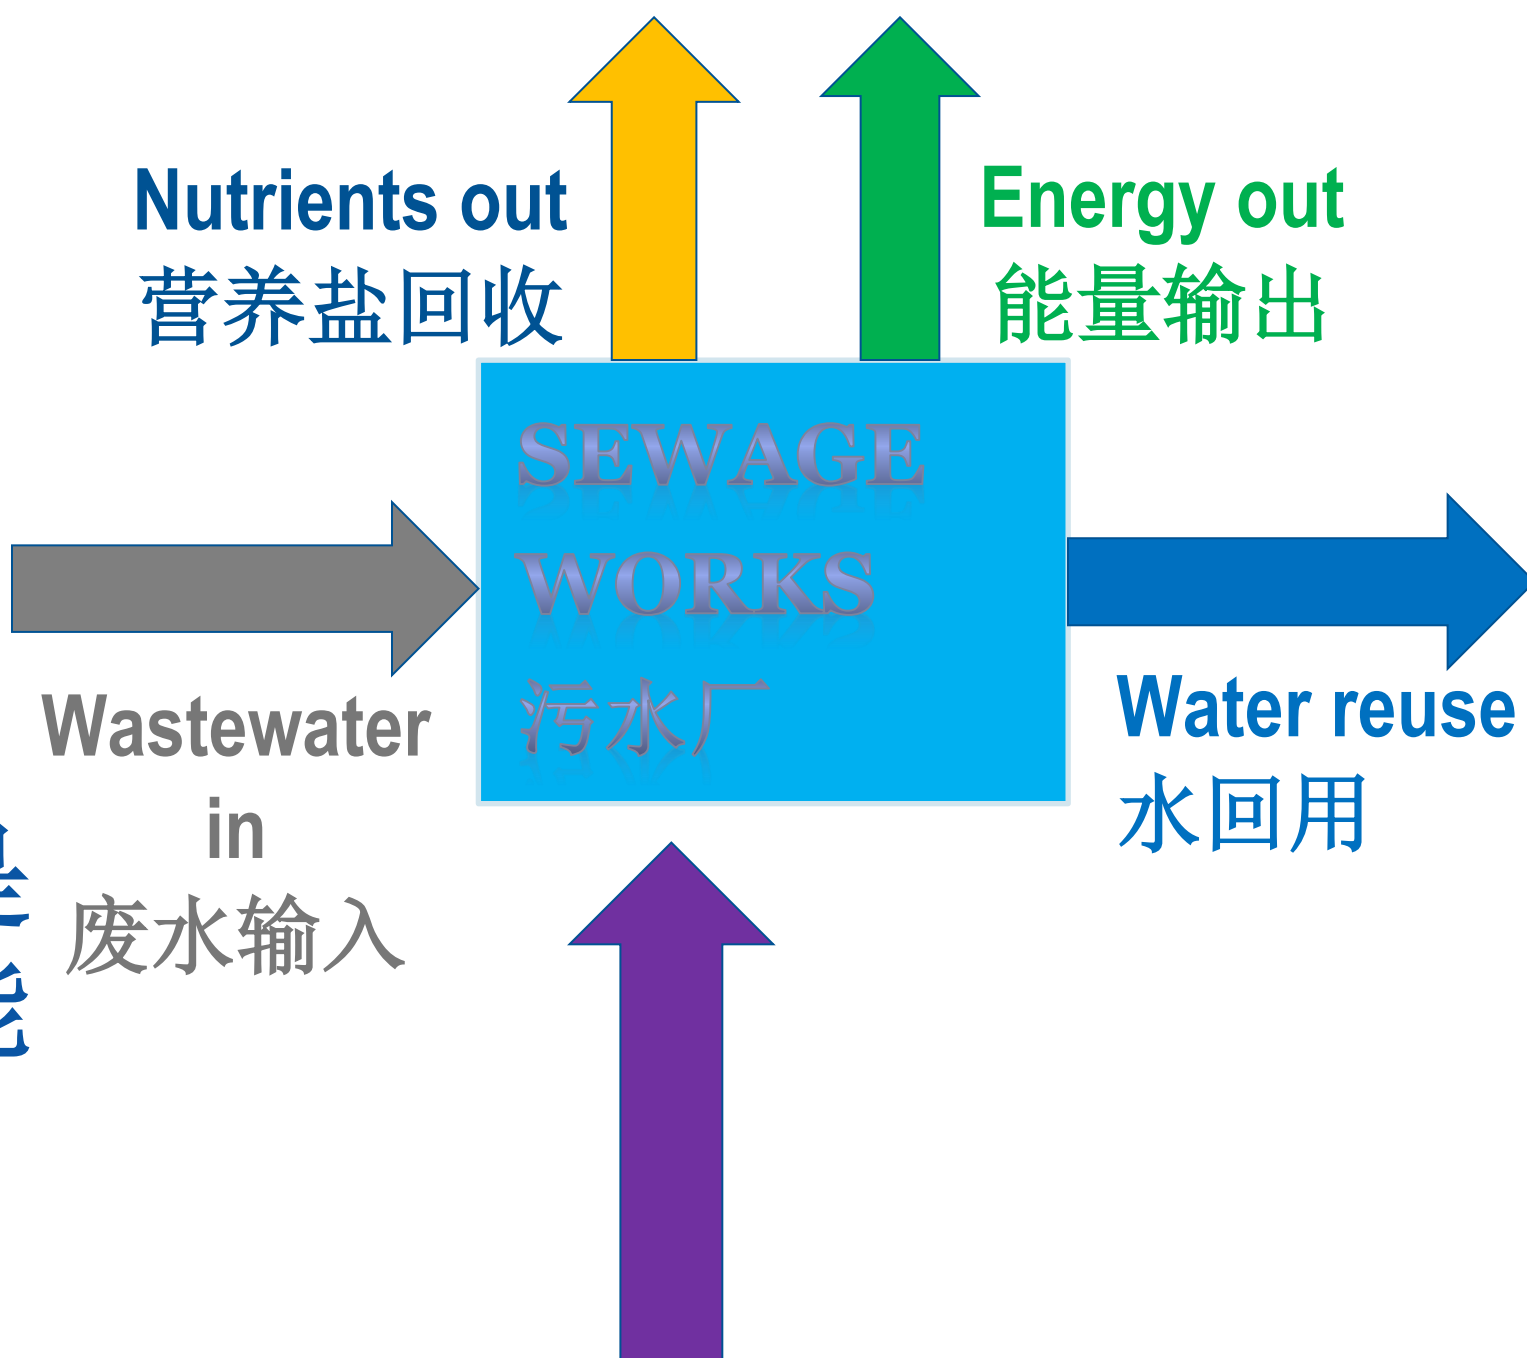 Nutrients out
营养盐回收
Energy out
能量输出
SEWAGE
WORKS
污水厂
Wastewater
in
废水输入
Water reuse
水回用